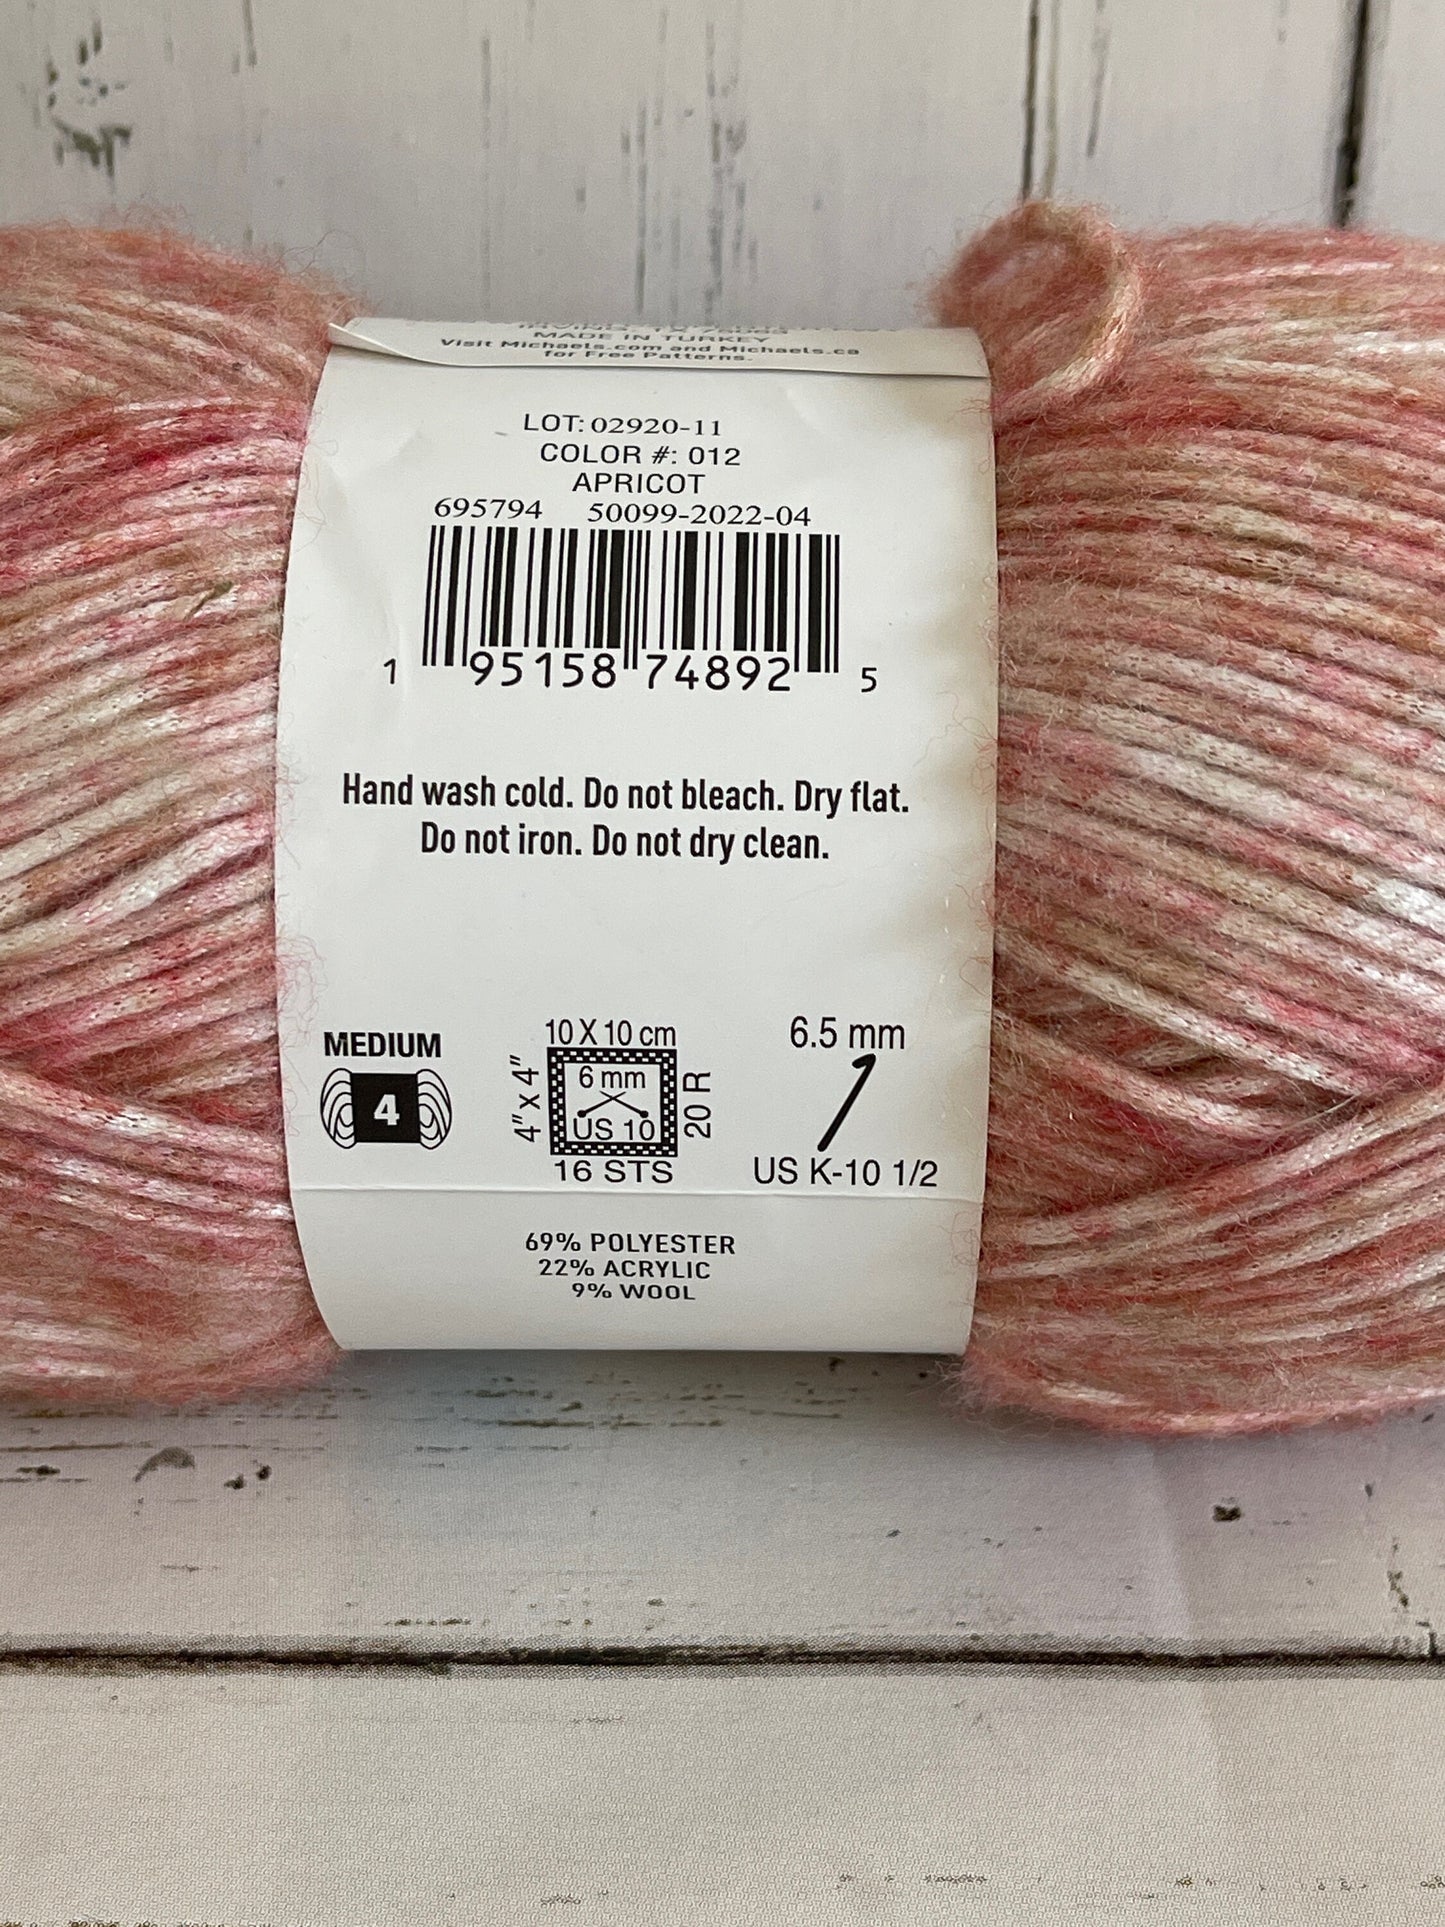 IRVING, TX 75063
MADE IN TURKEY
Visit Michaels.com and Michaels.ca
for Free Patterns.
LOT: 02920-11
COLOR #: 012
APRICOT
695794 50099-2022-04
1 95158 74892 5
Hand wash cold. Do not bleach. Dry flat.
Do not iron. Do not dry clean.
MEDIUM
4
10 X 10 cm
4" x 4"
6 mm
US 10
20 R
16 STS
6.5 mm
US K-10 1/2
69% POLYESTER
22% ACRYLIC
9% WOOL